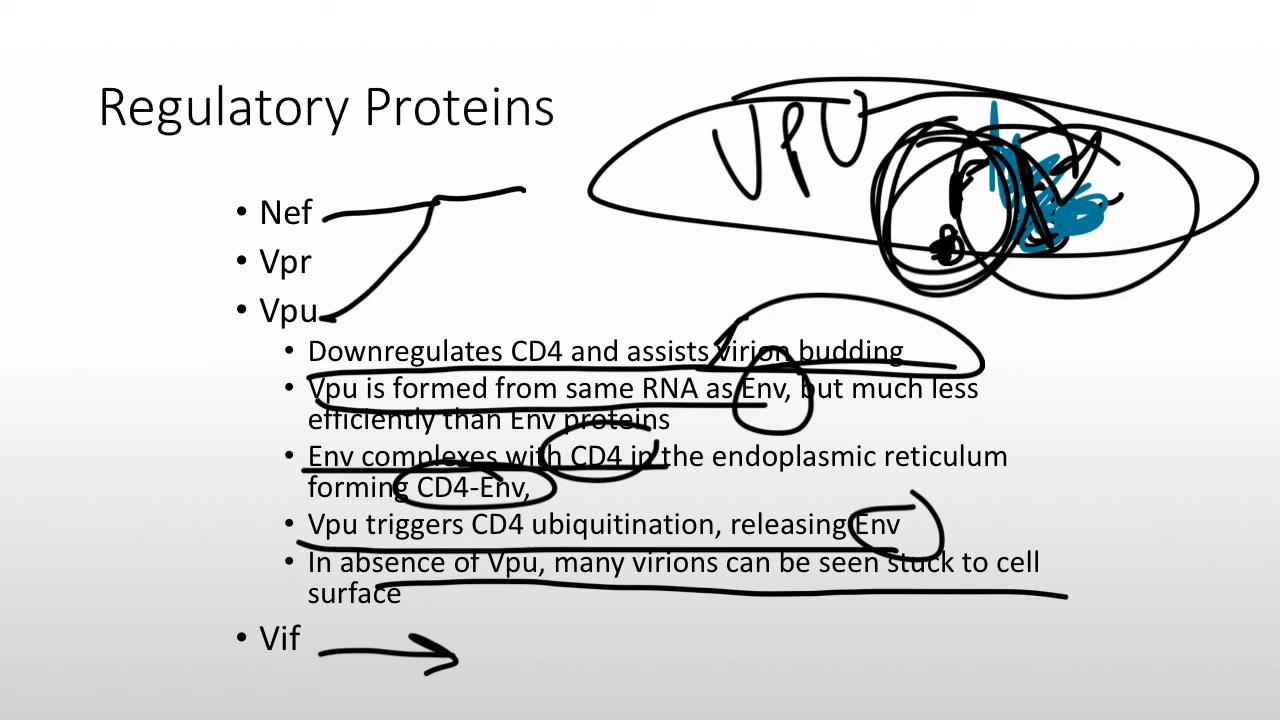 Regulatory Proteins
VPU
• Nef
• Vpr
• Vpu
• Downregulates CD4 and assists virion budding
• Vpu is formed from same RNA as Env, but much less
efficiently than Env proteins
• Env complexes with CD4 in the endoplasmic reticulum
forming CD4-Env,
• Vpu triggers CD4 ubiquitination, releasing Env
• In absence of Vpu, many virions can be seen stuck to cell
surface
• Vif